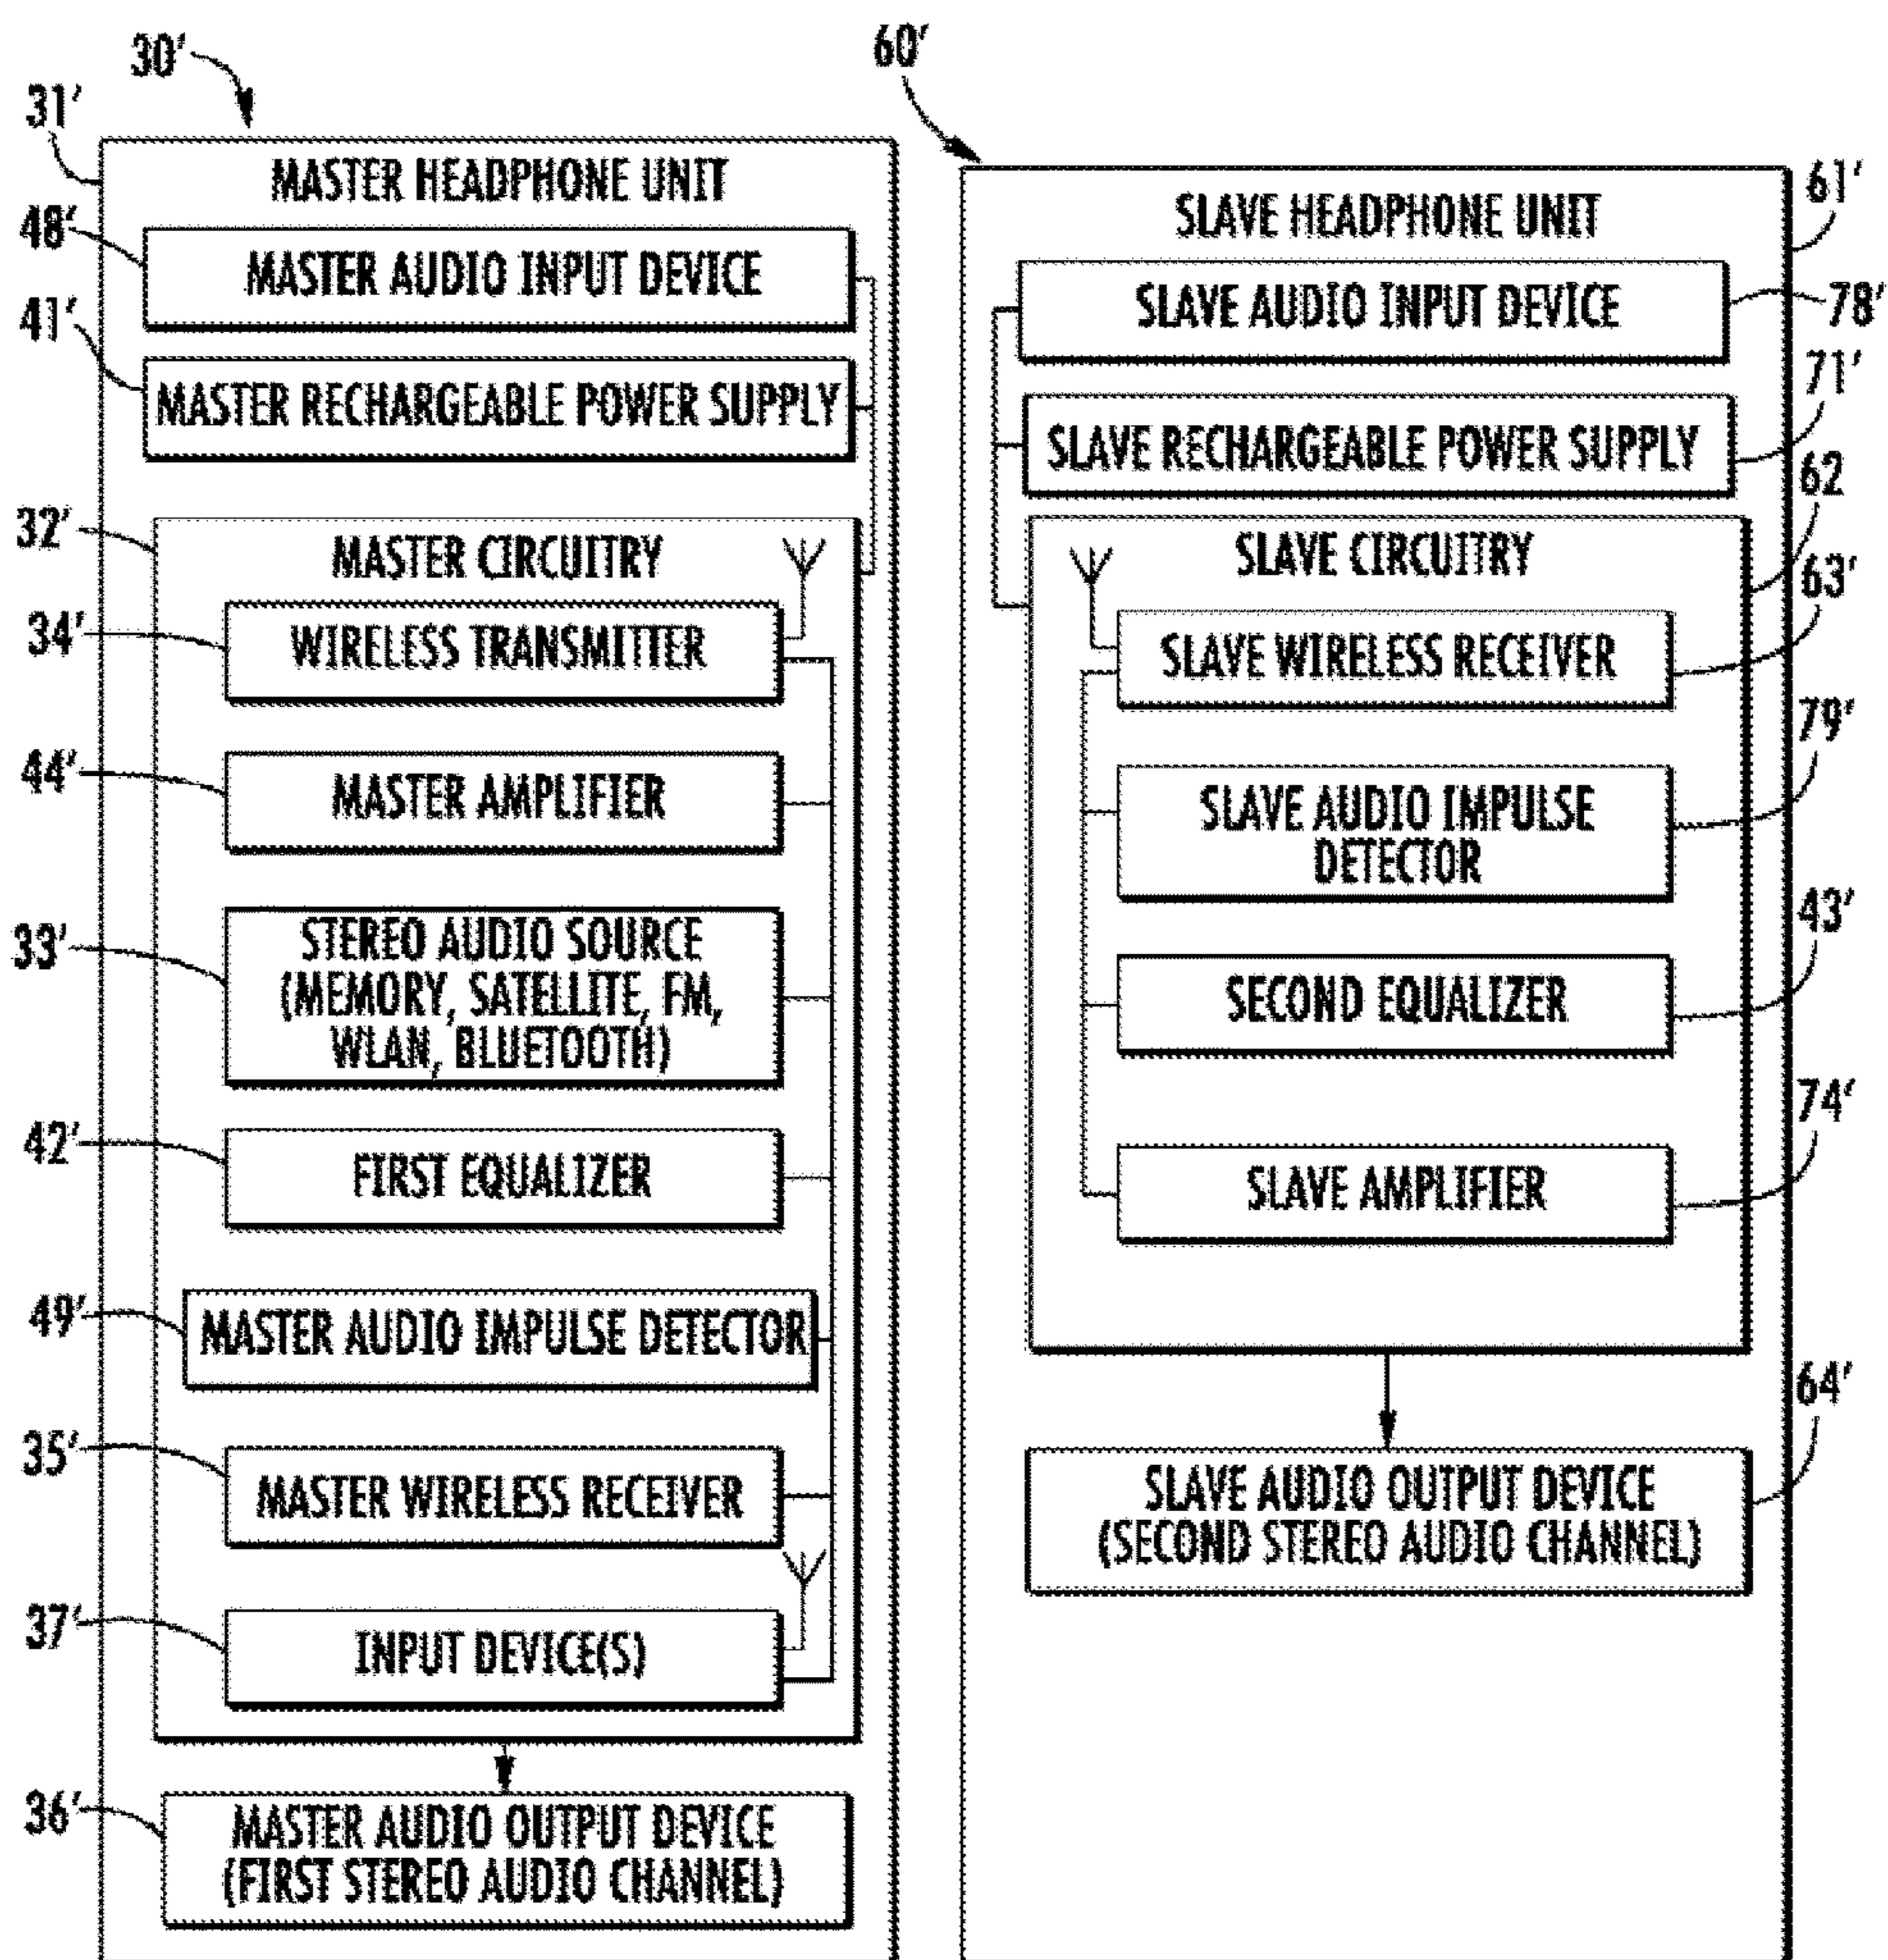 30'
31'
MASTER HEADPHONE UNIT
48'
MASTER AUDIO INPUT DEVICE
41'
MASTER RECHARGEABLE POWER SUPPLY
32'
MASTER CIRCUITRY
34'
WIRELESS TRANSMITTER
44'
MASTER AMPLIFIER
33'
STEREO AUDIO SOURCE
(MEMORY, SATELLITE, FM,
WLAN, BLUETOOTH)
42'
FIRST EQUALIZER
49'
MASTER AUDIO IMPULSE DETECTOR
35'
MASTER WIRELESS RECEIVER
37'
INPUT DEVICE(S)
36'
MASTER AUDIO OUTPUT DEVICE
(FIRST STEREO AUDIO CHANNEL)
60'
SLAVE HEADPHONE UNIT
61'
SLAVE AUDIO INPUT DEVICE
78'
71'
SLAVE RECHARGEABLE POWER SUPPLY
62
SLAVE CIRCUITRY
63'
SLAVE WIRELESS RECEIVER
79'
SLAVE AUDIO IMPULSE
DETECTOR
43'
SECOND EQUALIZER
74'
SLAVE AMPLIFIER
64'
SLAVE AUDIO OUTPUT DEVICE
(SECOND STEREO AUDIO CHANNEL)